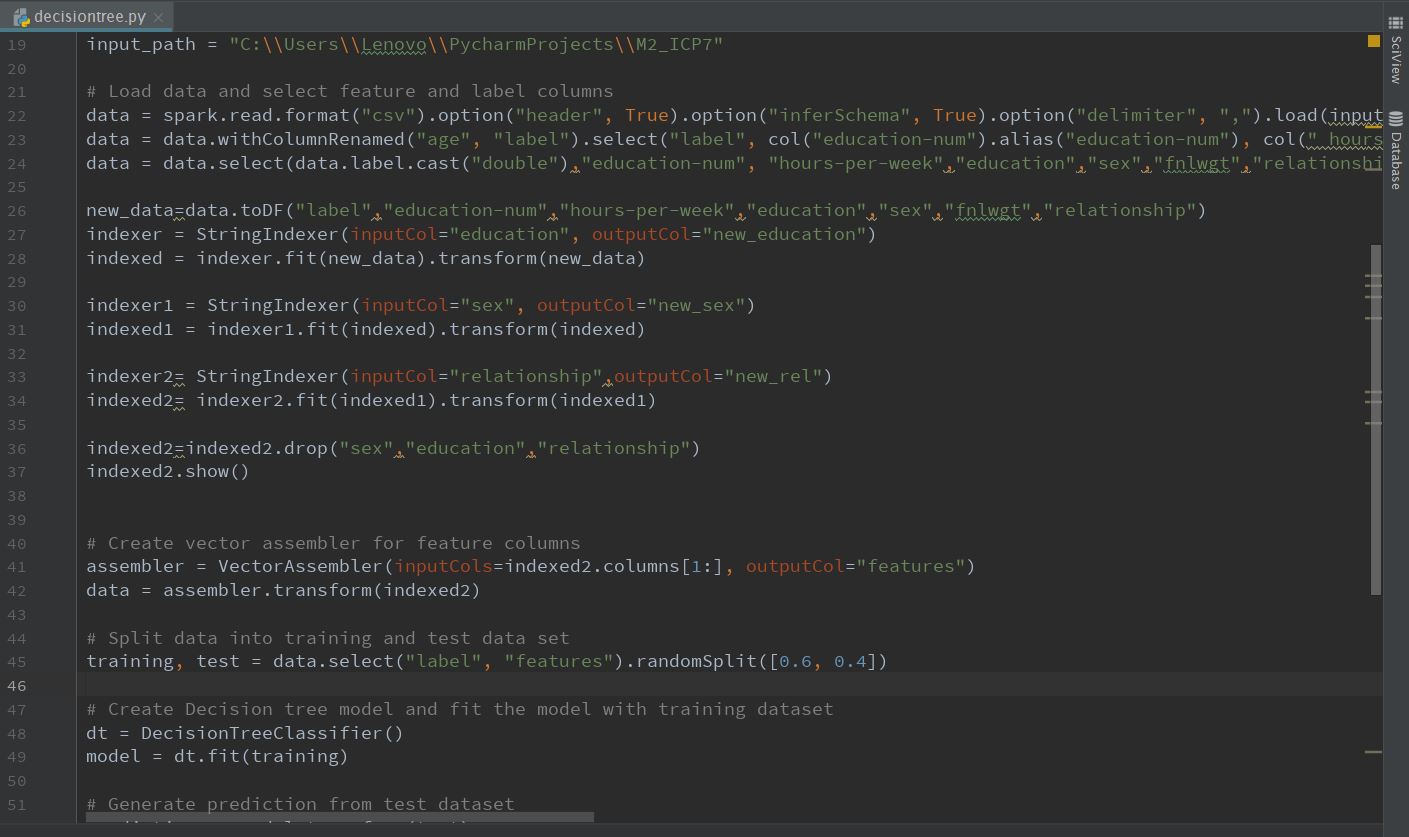 decisiontree.py
19 input_path = "C:\\Users\\Lenovo\\PycharmProjects\\M2_ICP7"
20
21 # Load data and select feature and label columns
22 data = spark.read.format("csv").option("header", True).option("inferSchema", True).option("delimiter", ",").load(input
23 data = data.withColumnRenamed("age", "label").select("label", col("education-num").alias("education-num"), col(" hours
24 data = data.select(data.label.cast("double"),"education-num", "hours-per-week","education","sex","fnlwgt","relationshi
25
26 new_data=data.toDF("label","education-num","hours-per-week","education","sex","fnlwgt","relationship")
27 indexer = StringIndexer(inputCol="education", outputCol="new_education")
28 indexed = indexer.fit(new_data).transform(new_data)
29
30 indexer1 = StringIndexer(inputCol="sex", outputCol="new_sex")
31 indexed1 = indexer1.fit(indexed).transform(indexed)
32
33 indexer2= StringIndexer(inputCol="relationship",outputCol="new_rel")
34 indexed2= indexer2.fit(indexed1).transform(indexed1)
35
36 indexed2=indexed2.drop("sex","education","relationship")
37 indexed2.show()
38
39
40 # Create vector assembler for feature columns
41 assembler = VectorAssembler(inputCols=indexed2.columns[1:], outputCol="features")
42 data = assembler.transform(indexed2)
43
44 # Split data into training and test data set
45 training, test = data.select("label", "features").randomSplit([0.6, 0.4])
46
47 # Create Decision tree model and fit the model with training dataset
48 dt = DecisionTreeClassifier()
49 model = dt.fit(training)
50
51 # Generate prediction from test dataset
SciView
Database